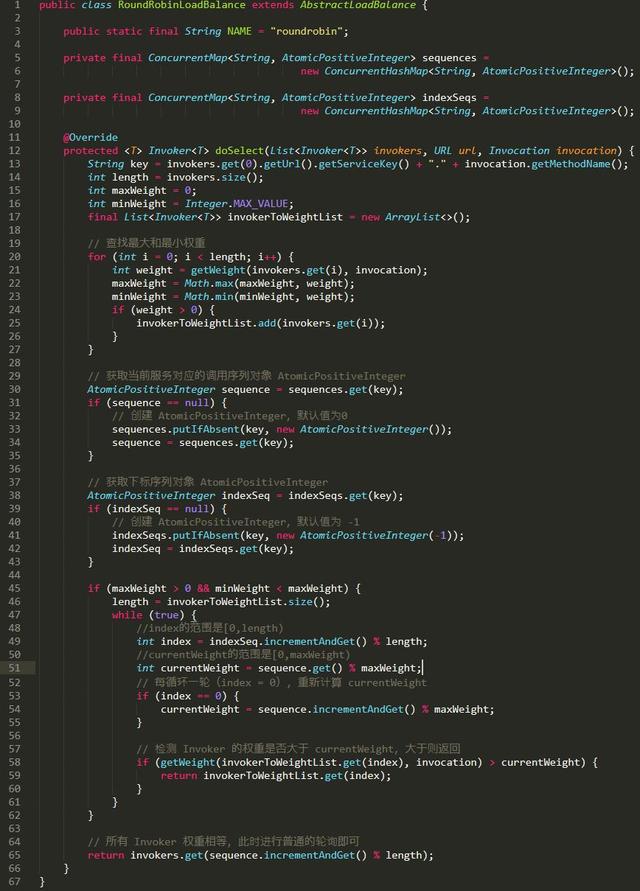 1 public class RoundRobinLoadBalance extends AbstractLoadBalance {
2
3 public static final String NAME = "roundrobin";
4
5 private final ConcurrentMap<String, AtomicPositiveInteger> sequences =
6 new ConcurrentHashMap<String, AtomicPositiveInteger>();
7
8 private final ConcurrentMap<String, AtomicPositiveInteger> indexSeqs =
9 new ConcurrentHashMap<String, AtomicPositiveInteger>();
10
11 @Override
12 protected <T> Invoker<T> doSelect(List<Invoker<T>> invokers, URL url, Invocation invocation) {
13 String key = invokers.get(0).getUrl().getServiceKey() + "." + invocation.getMethodName();
14 int length = invokers.size();
15 int maxWeight = 0;
16 int minWeight = Integer.MAX_VALUE;
17 final List<Invoker<T>> invokerToWeightList = new ArrayList<>();
18
19 // 查找最大和最小权重
20 for (int i = 0; i < length; i++) {
21 int weight = getWeight(invokers.get(i), invocation);
22 maxWeight = Math.max(maxWeight, weight);
23 minWeight = Math.min(minWeight, weight);
24 if (weight > 0) {
25 invokerToWeightList.add(invokers.get(i));
26 }
27 }
28
29 // 获取当前服务对应的调用序列对象 AtomicPositiveInteger
30 AtomicPositiveInteger sequence = sequences.get(key);
31 if (sequence == null) {
32 // 创建 AtomicPositiveInteger, 默认值为0
33 sequences.putIfAbsent(key, new AtomicPositiveInteger());
34 sequence = sequences.get(key);
35 }
36
37 // 获取下标序列对象 AtomicPositiveInteger
38 AtomicPositiveInteger indexSeq = indexSeqs.get(key);
39 if (indexSeq == null) {
40 // 创建 AtomicPositiveInteger, 默认值为 -1
41 indexSeqs.putIfAbsent(key, new AtomicPositiveInteger(-1));
42 indexSeq = indexSeqs.get(key);
43 }
44
45 if (maxWeight > 0 && minWeight < maxWeight) {
46 length = invokerToWeightList.size();
47 while (true) {
48 //index的范围是[0,length)
49 int index = indexSeq.incrementAndGet() % length;
50 //currentWeight的范围是[0,maxWeight)
51 int currentWeight = sequence.get() % maxWeight;
52 // 每循环一轮（index = 0）, 重新计算 currentWeight
53 if (index == 0) {
54 currentWeight = sequence.incrementAndGet() % maxWeight;
55 }
56
57 // 检测 Invoker 的权重是否大于 currentWeight, 大于则返回
58 if (getWeight(invokerToWeightList.get(index), invocation) > currentWeight) {
59 return invokerToWeightList.get(index);
60 }
61 }
62 }
63
64 // 所有 Invoker 权重相等, 此时进行普通的轮询即可
65 return invokers.get(sequence.incrementAndGet() % length);
66 }
67 }